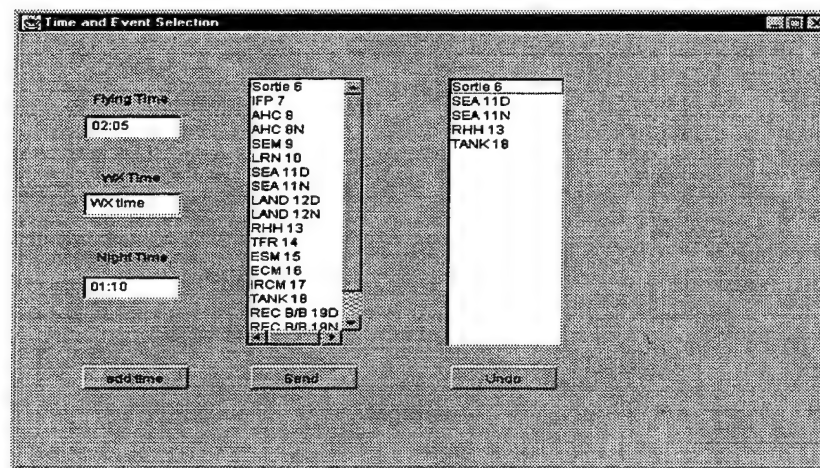 Time and Event Selection
Flying Time
02:05
WX Time
WX time
Night Time
01:10
add time
Sortie 6
IFP 7
AHC 8
AHC 8N
SEM 9
LRN 10
SEA 11D
SEA 11N
LAND 12D
LAND 12N
RHH 13
TFR 14
ESM 15
ECM 16
IRCM 17
TANK 18
REC B/B 19D
REC B/B 19N
Send
Sortie 6
SEA 11D
SEA 11N
RHH 13
TANK 18
Undo